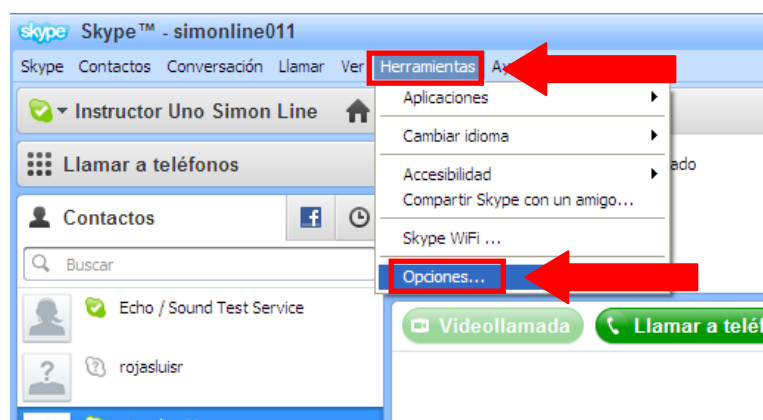 skype Skype™ - simonline011
Skype Contactos Conversación Llamar Ver Herramientas
Instructor Uno Simon Line
Aplicaciones
Cambiar idioma
Llamar a teléfonos
Accesibilidad
Compartir Skype con un amigo...
Contactos
Skype WiFi ...
Buscar
Opciones...
Echo / Sound Test Service
Videollamada
rojasluisr